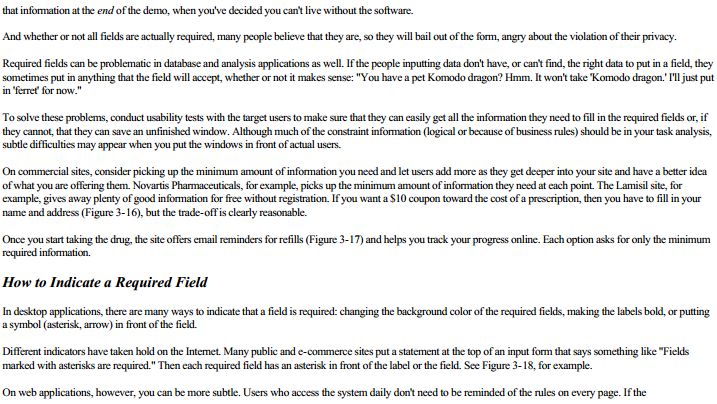 that information at the end of the demo, when you've decided you can't live without the software.
And whether or not all fields are actually required, many people believe that they are, so they will bail out of the form, angry about the violation of their privacy.
Required fields can be problematic in database and analysis applications as well. If the people inputting data don't have, or can't find, the right data to put in a field, they
sometimes put in anything that the field will accept, whether or not it makes sense: "You have a pet Komodo dragon? Hmm. It won't take 'Komodo dragon.' I'll just put
in 'ferret' for now."
To solve these problems, conduct usability tests with the target users to make sure that they can easily get all the information they need to fill in the required fields or, if
they cannot, that they can save an unfinished window. Although much of the constraint information (logical or because of business rules) should be in your task analysis,
subtle difficulties may appear when you put the windows in front of actual users.
On commercial sites, consider picking up the minimum amount of information you need and let users add more as they get deeper into your site and have a better idea
of what you are offering them. Novartis Pharmaceuticals, for example, picks up the minimum amount of information they need at each point. The Lamisil site, for
example, gives away plenty of good information for free without registration. If you want a $10 coupon toward the cost of a prescription, then you have to fill in your
name and address (Figure 3-16), but the trade-off is clearly reasonable.
Once you start taking the drug, the site offers email reminders for refills (Figure 3-17) and helps you track your progress online. Each option asks for only the minimum
required information.
How to Indicate a Required Field
In desktop applications, there are many ways to indicate that a field is required: changing the background color of the required fields, making the labels bold, or putting
a symbol (asterisk, arrow) in front of the field.
Different indicators have taken hold on the Internet. Many public and e-commerce sites put a statement at the top of an input form that says something like "Fields
marked with asterisks are required." Then each required field has an asterisk in front of the label or the field. See Figure 3-18, for example.
On web applications, however, you can be more subtle. Users who access the system daily don't need to be reminded of the rules on every page. If the